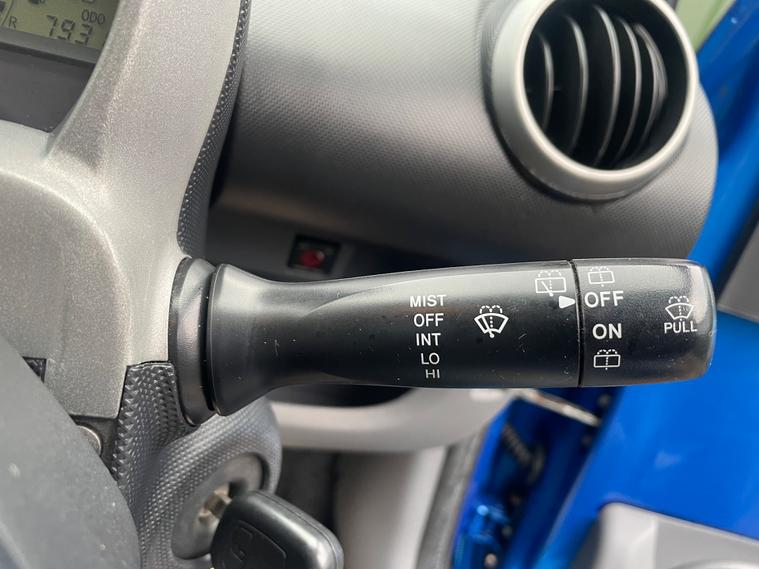 ODO
R 793
MIST
OFF
INT
LO
HI
OFF
ON
PULL